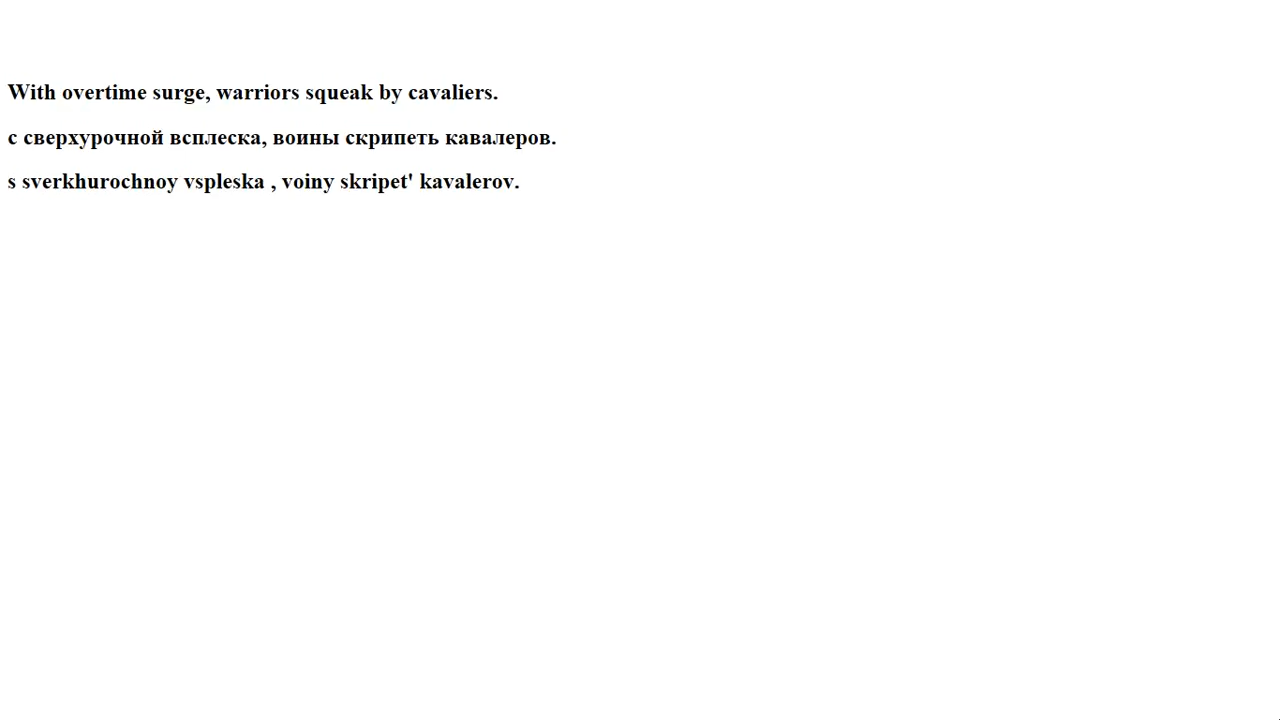 With overtime surge, warriors squeak by cavaliers.
с сверхурочной всплеска, воины скрипеть кавалеров.
s sverkhurochnoy vspleska , voiny skripet' kavalerov.